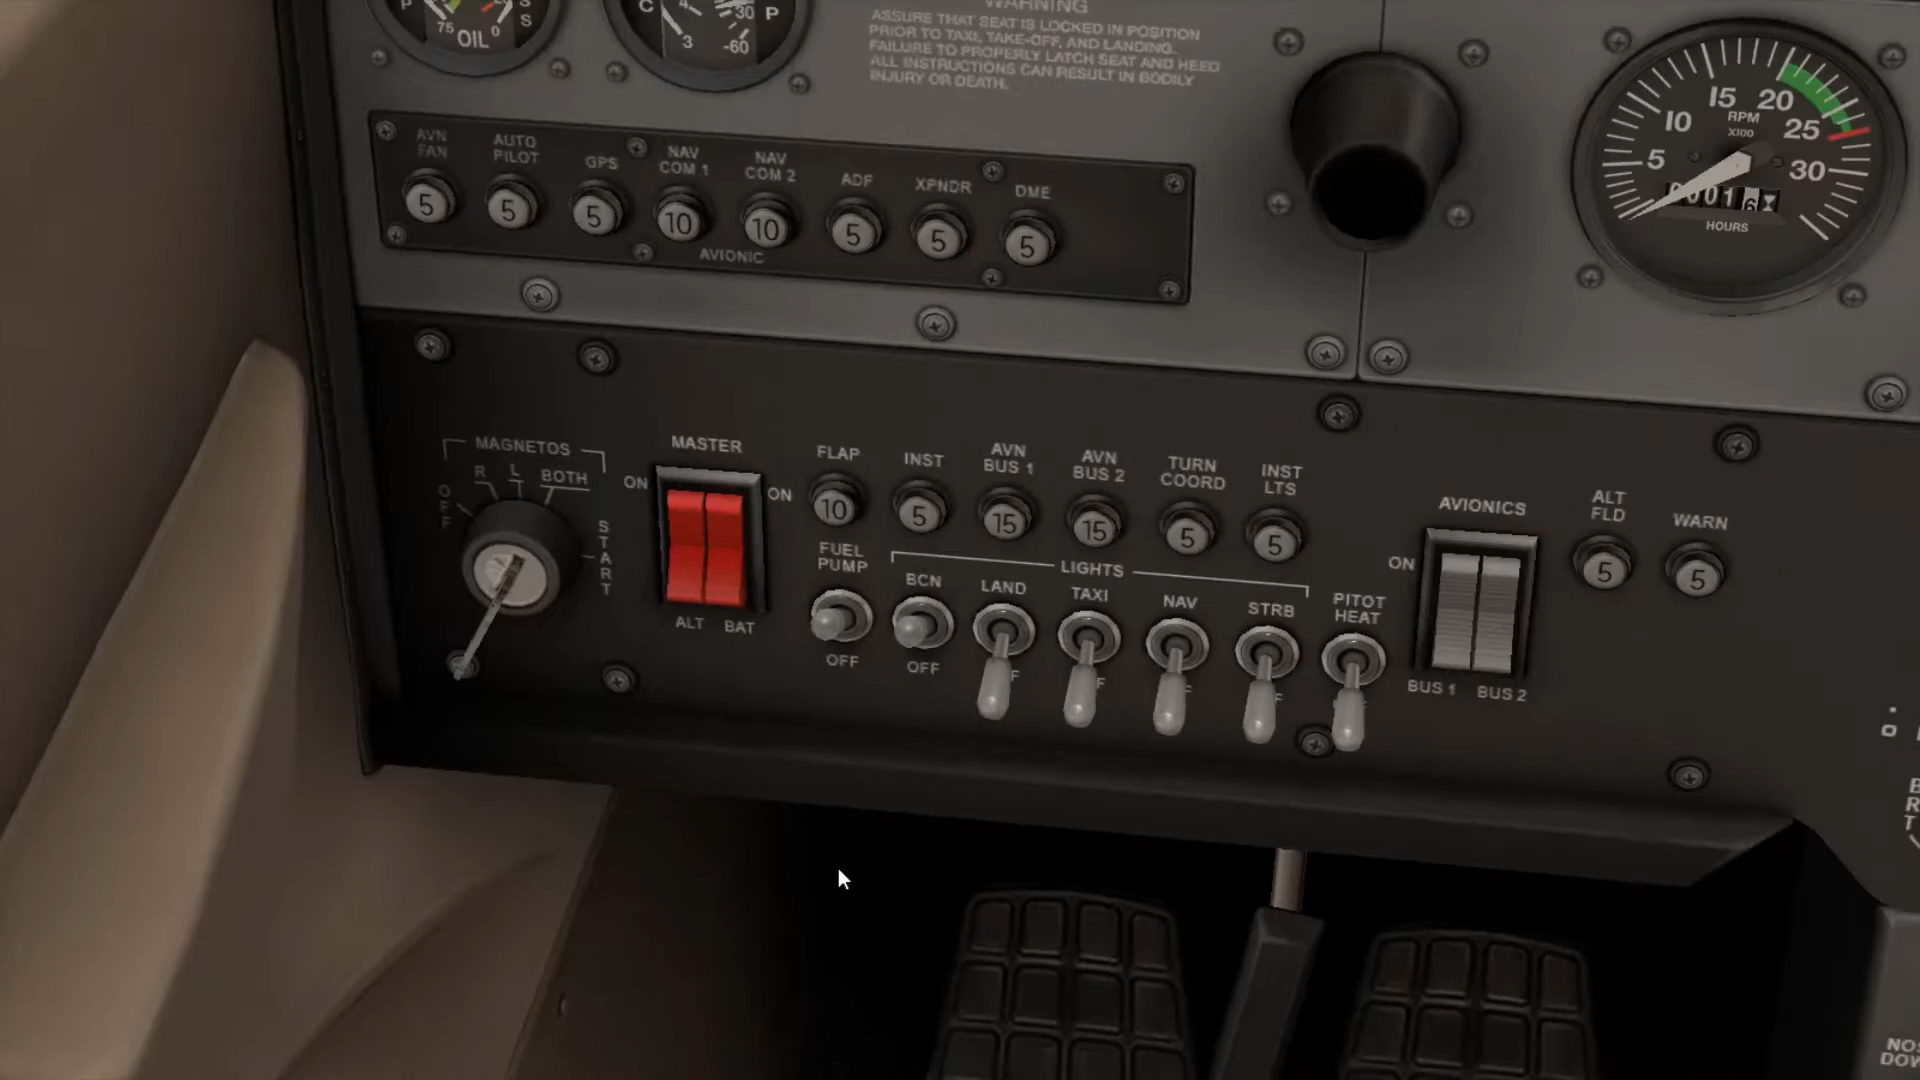 P
S
S
75
0
OIL
C
4
3
30
-60
P
WARNING
ASSURE THAT SEAT IS LOCKED IN POSITION
PRIOR TO TAXI, TAKE-OFF, AND LANDING.
FAILURE TO PROPERLY LATCH SEAT AND HEED
ALL INSTRUCTIONS CAN RESULT IN BODILY
INJURY OR DEATH.
5
10
15
20
25
30
RPM
X100
HOURS
AVN
FAN
AUTO
PILOT
GPS
NAV
COM 1
NAV
COM 2
ADF
XPNDR
DME
5
5
5
10
10
5
5
5
AVIONIC
MAGNETOS
OFF
R
L
BOTH
START
MASTER
ON
ON
ALT
BAT
FLAP
INST
AVN
BUS 1
AVN
BUS 2
TURN
COORD
INST
LTS
10
5
15
15
5
5
FUEL
PUMP
OFF
LIGHTS
BCN
OFF
LAND
F
TAXI
F
NAV
F
STRB
F
PITOT
HEAT
AVIONICS
ON
BUS 1
BUS 2
ALT
FLD
WARN
5
5